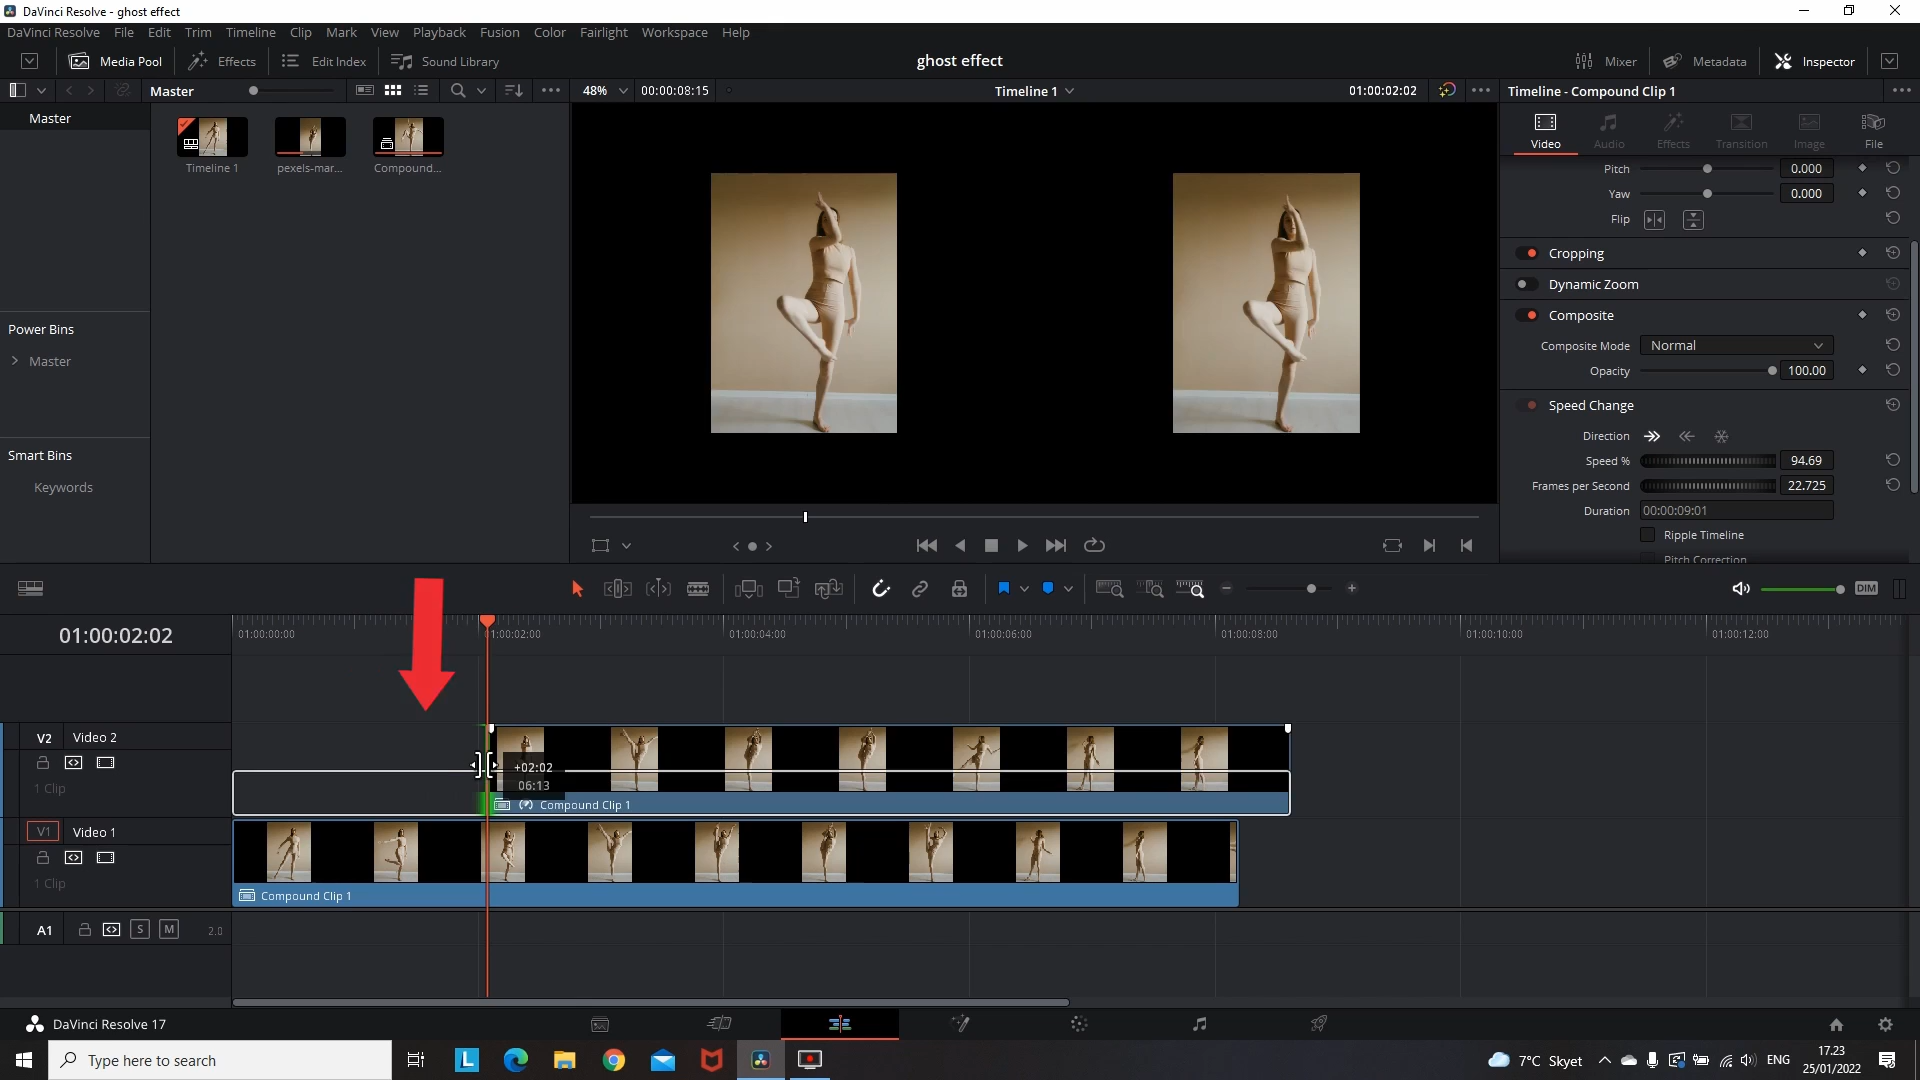 DaVinci Resolve - ghost effect
DaVinci Resolve File Edit Trim Timeline Clip Mark View Playback Fusion Color Fairlight Workspace Help
Media Pool Effects Edit Index Sound Library ghost effect Mixer Metadata Inspector
Master 48% 00:00:08:15 Timeline 1 01:00:02:02 Timeline - Compound Clip 1
Master
Video Audio Effects Transition Image File
Timeline 1 pexels-mar... Compound...
Pitch 0.000
Yaw 0.000
Flip
Cropping
Dynamic Zoom
Composite
Power Bins
Composite Mode Normal
Master
Opacity 100.00
Speed Change
Direction
Smart Bins
Speed % 94.69
Keywords
Frames per Second 22.725
Duration 00:00:09:01
Ripple Timeline
Pitch Correction
DIM
01:00:02:02
01:00:00:00 01:00:02:00 01:00:04:00 01:00:06:00 01:00:08:00 01:00:10:00 01:00:12:00
V2 Video 2
1 Clip
+02:02
06:13
Compound Clip 1
V1 Video 1
1 Clip
Compound Clip 1
A1 S M 2.0
DaVinci Resolve 17
Type here to search
L
7°C Skyet
ENG
17.23
25/01/2022